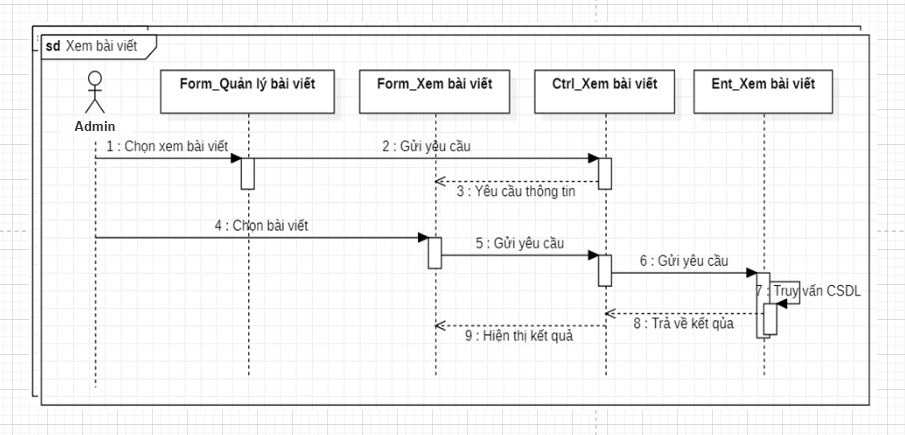 sd Xem bài viết
Admin
Form_Quản lý bài viết
Form_Xem bài viết
Ctrl_Xem bài viết
Ent_Xem bài viết
1 : Chọn xem bài viết
2 : Gửi yêu cầu
3 : Yêu cầu thông tin
4 : Chọn bài viết
5 : Gửi yêu cầu
6 : Gửi yêu cầu
7 : Truy vấn CSDL
8 : Trả về kết qủa
9 : Hiện thị kết quả